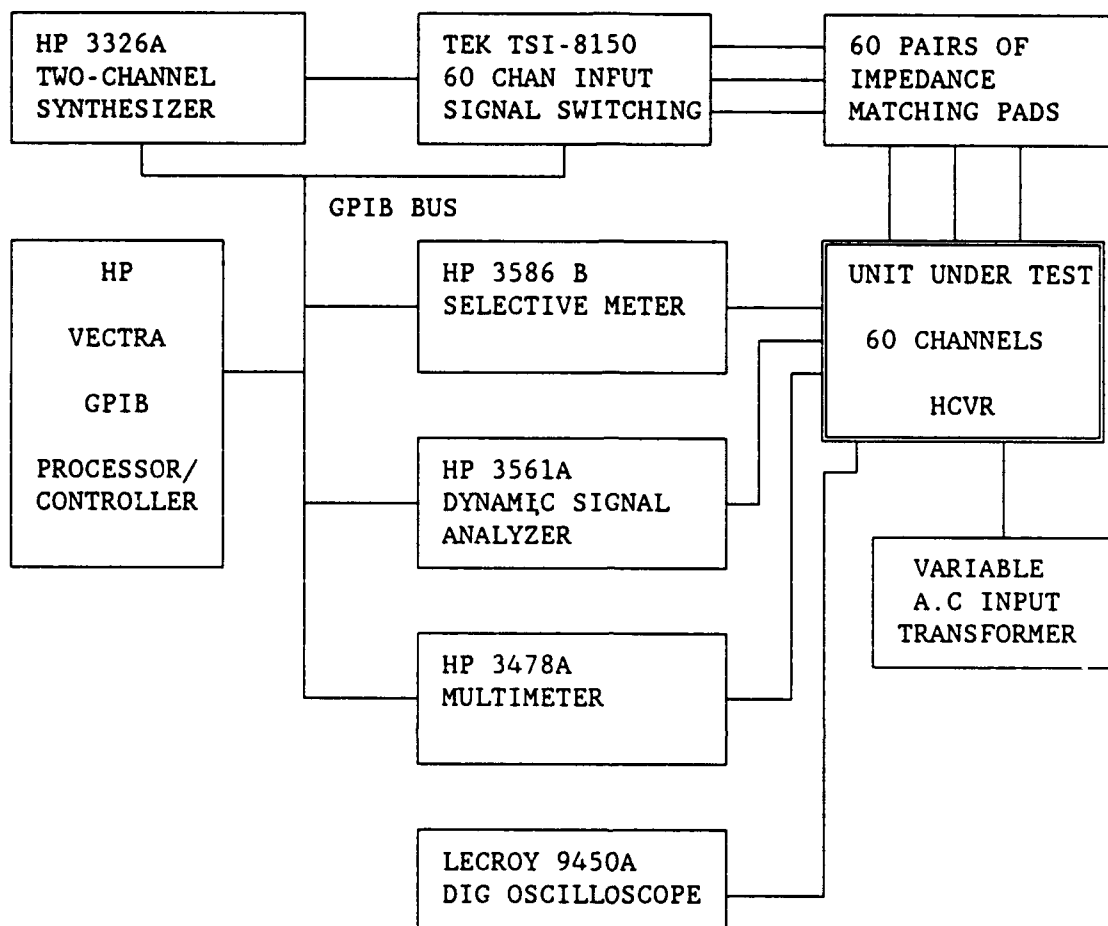 HP 3326A
TWO-CHANNEL
SYNTHESIZER
TEK TSI-8150
60 CHAN INPUT
SIGNAL SWITCHING
60 PAIRS OF
IMPEDANCE
MATCHING PADS
GPIB BUS
HP
VECTRA
GPIB
PROCESSOR/
CONTROLLER
HP 3586 B
SELECTIVE METER
UNIT UNDER TEST
60 CHANNELS
HCVR
HP 3561A
DYNAMIC SIGNAL
ANALYZER
VARIABLE
A.C INPUT
TRANSFORMER
HP 3478A
MULTIMETER
LECROY 9450A
DIG OSCILLOSCOPE